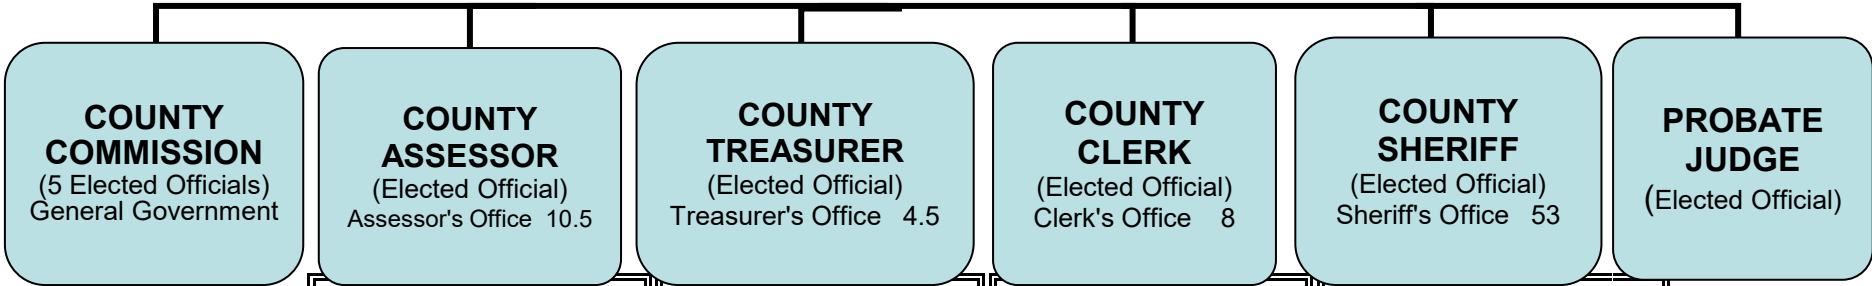 COUNTY
COMMISSION
(5 Elected Officials)
General Government
COUNTY
ASSESSOR
(Elected Official)
Assessor's Office 10.5
COUNTY
TREASURER
(Elected Official)
Treasurer's Office 4.5
COUNTY
CLERK
(Elected Official)
Clerk's Office 8
COUNTY
SHERIFF
(Elected Official)
Sheriff's Office 53
PROBATE
JUDGE
(Elected Official)